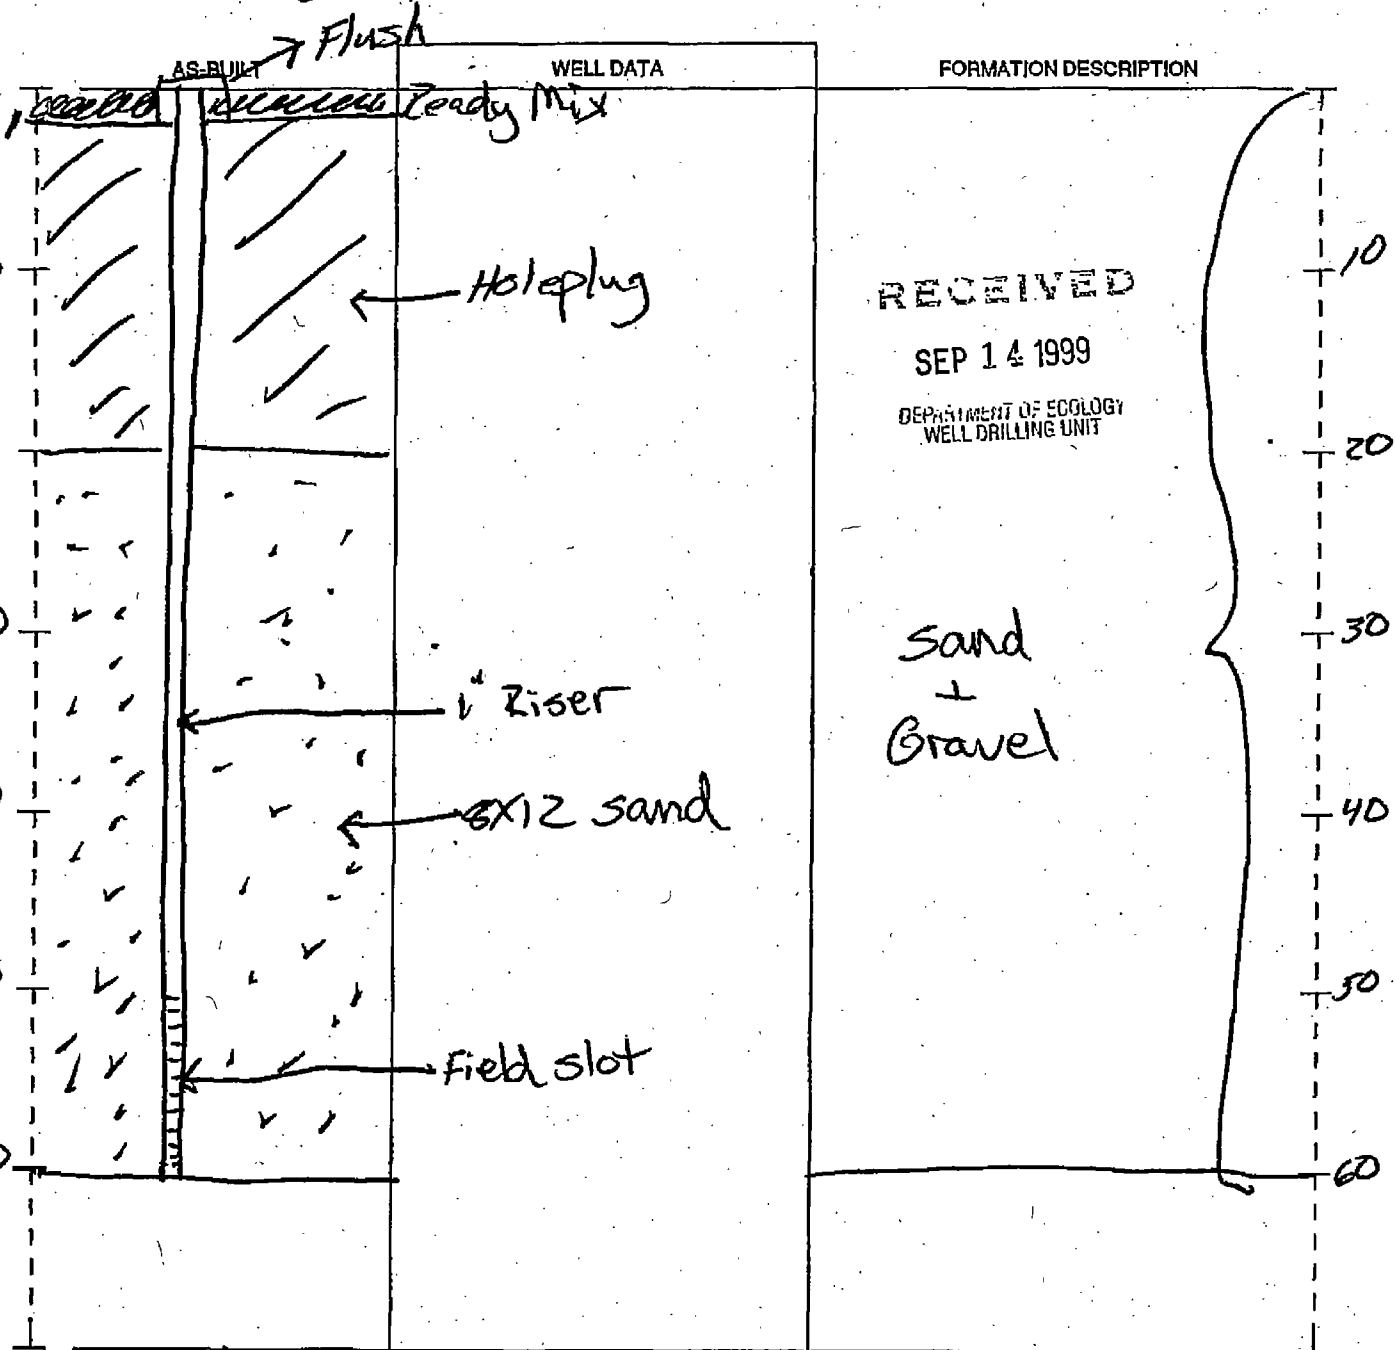 Flush
AS-BUILT
WELL DATA
FORMATION DESCRIPTION
Ready Mix
10
Holeplug
RECEIVED
SEP 14 1999
DEPARTMENT OF ECOLOGY
WELL DRILLING UNIT
20
30
Sand
+
Gravel
1" Riser
40
8X12 sand
50
Field slot
60